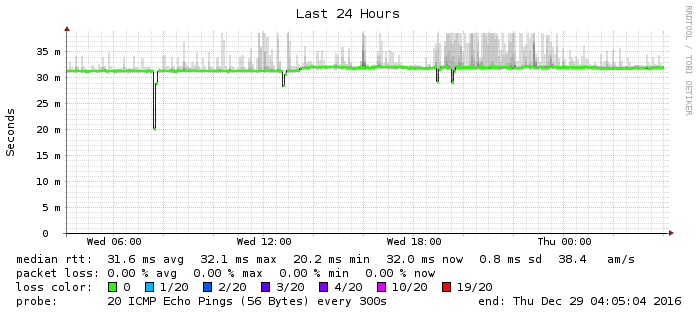 Last 24 Hours
RRDTOOL / TOBI OETIKER
Seconds
35 m
30 m
25 m
20 m
15 m
10 m
5 m
0
Wed 06:00 Wed 12:00 Wed 18:00 Thu 00:00
median rtt: 31.6 ms avg 32.1 ms max 20.2 ms min 32.0 ms now 0.8 ms sd 38.4 am/s
packet loss: 0.00 % avg 0.00 % max 0.00 % min 0.00 % now
loss color: 0 1/20 2/20 3/20 4/20 10/20 19/20
probe: 20 ICMP Echo Pings (56 Bytes) every 300s end: Thu Dec 29 04:05:04 2016